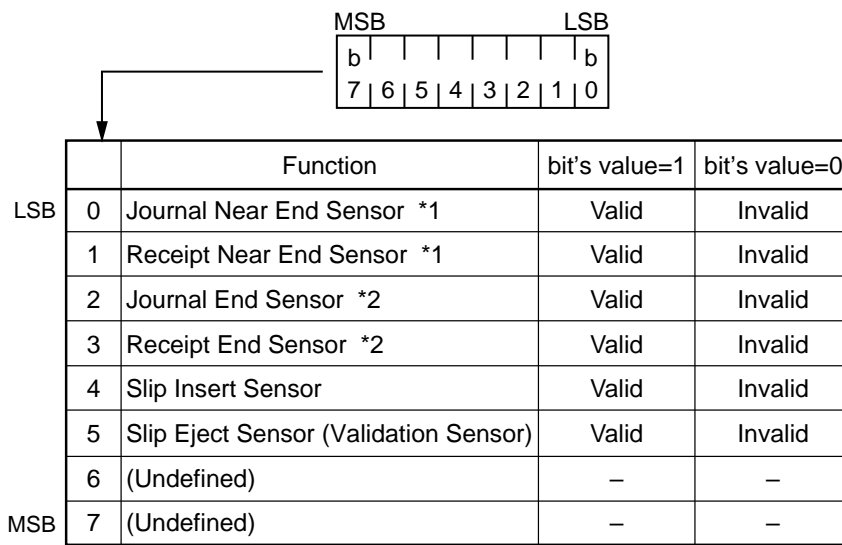 MSB LSB
b b
7 6 5 4 3 2 1 0
Function bit's value=1 bit's value=0
LSB 0 Journal Near End Sensor *1 Valid Invalid
1 Receipt Near End Sensor *1 Valid Invalid
2 Journal End Sensor *2 Valid Invalid
3 Receipt End Sensor *2 Valid Invalid
4 Slip Insert Sensor Valid Invalid
5 Slip Eject Sensor (Validation Sensor) Valid Invalid
6 (Undefined) – –
MSB 7 (Undefined) – –